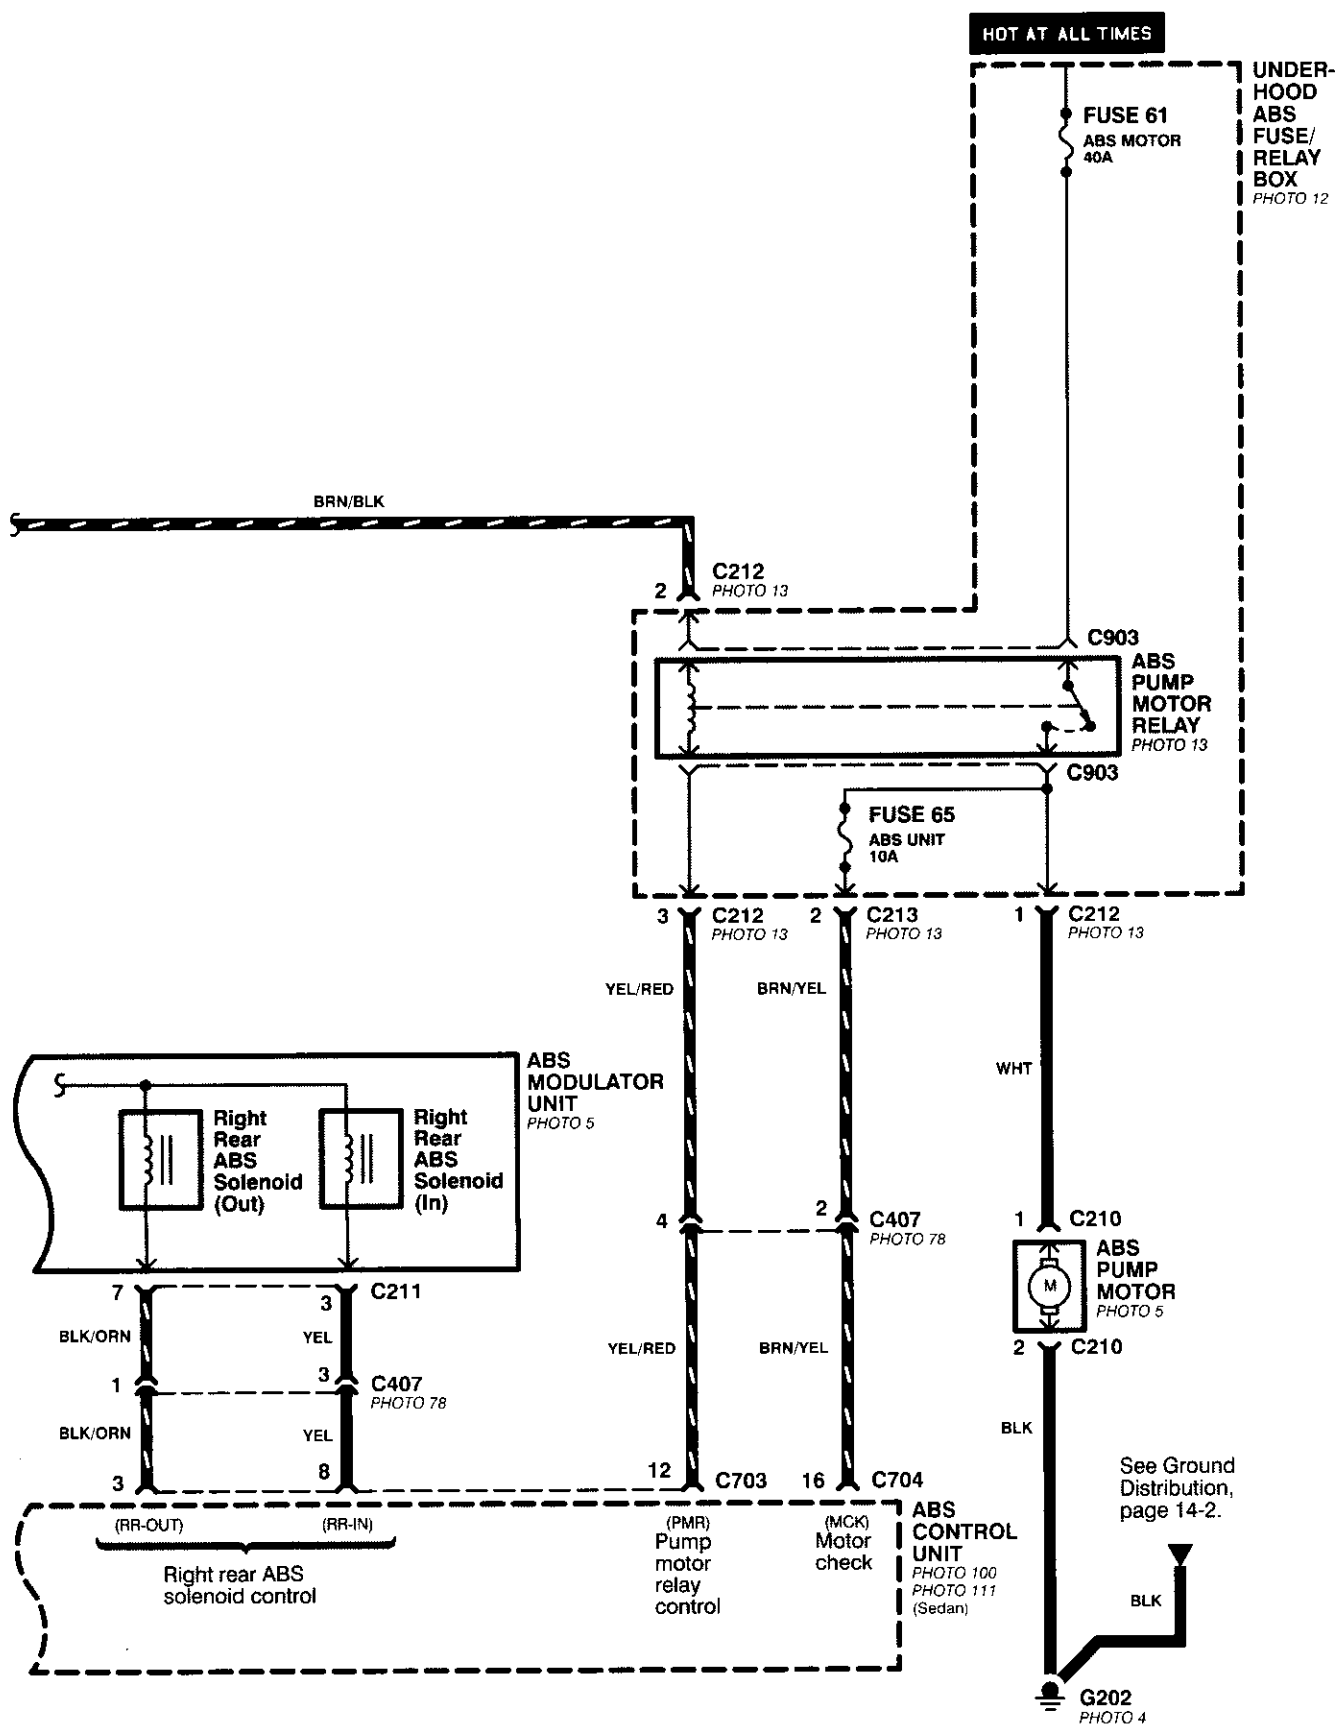 HOT AT ALL TIMES
UNDER-
HOOD
ABS
FUSE/
RELAY
BOX
PHOTO 12
FUSE 61
ABS MOTOR
40A
BRN/BLK
2
C212
PHOTO 13
C903
ABS
PUMP
MOTOR
RELAY
PHOTO 13
C903
FUSE 65
ABS UNIT
10A
3
C212
PHOTO 13
2
C213
PHOTO 13
1
C212
PHOTO 13
YEL/RED
BRN/YEL
WHT
ABS
MODULATOR
UNIT
PHOTO 5
Right
Rear
ABS
Solenoid
(Out)
Right
Rear
ABS
Solenoid
(In)
4
2
C407
PHOTO 78
1
C210
ABS
PUMP
MOTOR
PHOTO 5
M
2
C210
7
3
C211
BLK/ORN
YEL
YEL/RED
BRN/YEL
1
3
C407
PHOTO 78
BLK/ORN
YEL
BLK
3
8
12
C703
16
C704
See Ground
Distribution,
page 14-2.
(RR-OUT)
(RR-IN)
Right rear ABS
solenoid control
(PMR)
Pump
motor
relay
control
(MCK)
Motor
check
ABS
CONTROL
UNIT
PHOTO 100
PHOTO 111
(Sedan)
BLK
G202
PHOTO 4